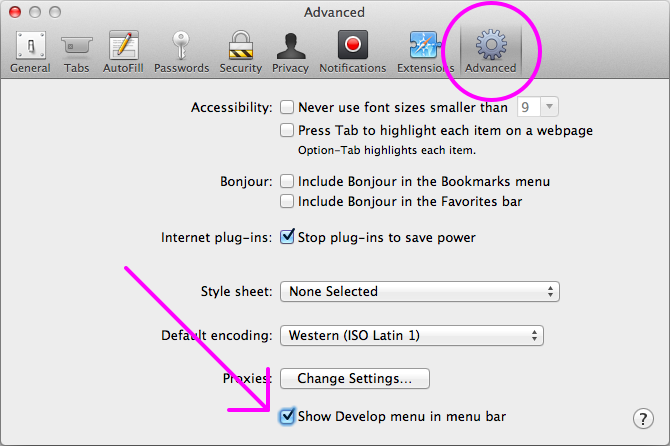 Advanced
General Tabs AutoFill Passwords Security Privacy Notifications Extensions Advanced
Accessibility: Never use font sizes smaller than 9
Press Tab to highlight each item on a webpage
Option-Tab highlights each item.
Bonjour: Include Bonjour in the Bookmarks menu
Include Bonjour in the Favorites bar
Internet plug-ins: Stop plug-ins to save power
Style sheet: None Selected
Default encoding: Western (ISO Latin 1)
Proxies: Change Settings...
Show Develop menu in menu bar ?